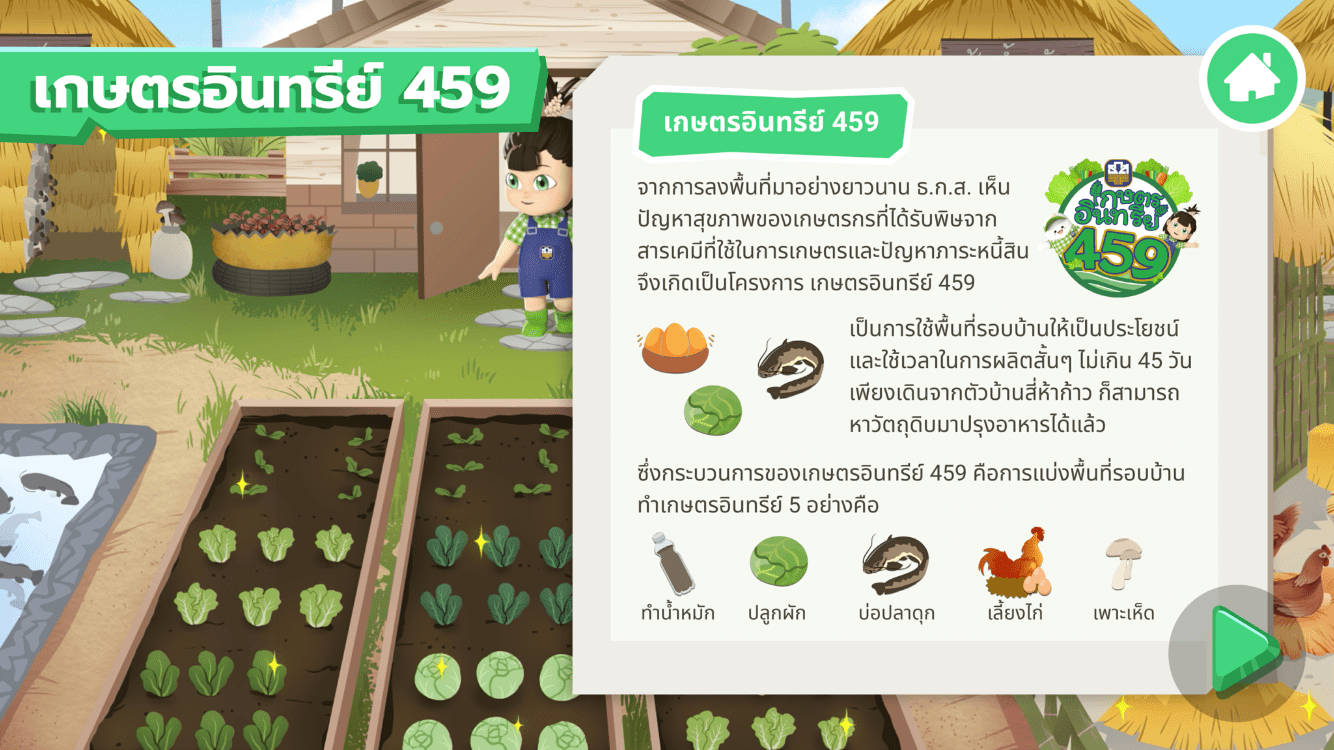 เกษตรอินทรีย์ 459
เกษตรอินทรีย์ 459
จากการลงพื้นที่มาอย่างยาวนาน ธ.ก.ส. เห็น
ปัญหาสุขภาพของเกษตรกรที่ได้รับพิษจาก
สารเคมีที่ใช้ในการเกษตรและปัญหาภาระหนี้สิน
จึงเกิดเป็นโครงการ เกษตรอินทรีย์ 459
เกษตร
อินทรีย์
459
เป็นการใช้พื้นที่รอบบ้านให้เป็นประโยชน์
และใช้เวลาในการผลิตสั้นๆ ไม่เกิน 45 วัน
เพียงเดินจากตัวบ้านสี่ห้าก้าว ก็สามารถ
หาวัตถุดิบมาปรุงอาหารได้แล้ว
ซึ่งกระบวนการของเกษตรอินทรีย์ 459 คือการแบ่งพื้นที่รอบบ้าน
ทำเกษตรอินทรีย์ 5 อย่างคือ
ทำน้ำหมัก ปลูกผัก บ่อปลาดุก เลี้ยงไก่ เพาะเห็ด